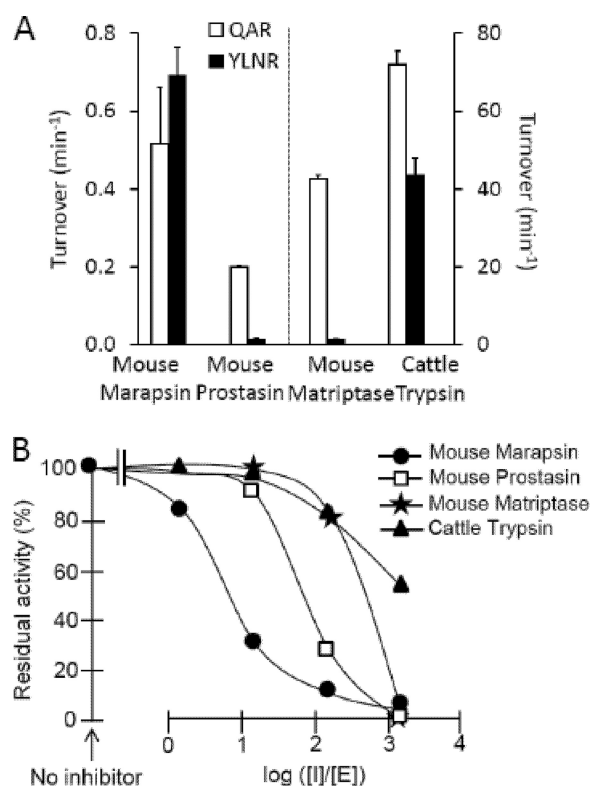 A
QAR
YLNR
0.8
0.6
0.4
0.2
0.0
Turnover (min-1)
80
60
40
20
0
Turnover (min-1)
Mouse Marapsin
Mouse Prostasin
Mouse Matriptase
Cattle Trypsin
B
Mouse Marapsin
Mouse Prostasin
Mouse Matriptase
Cattle Trypsin
100
80
60
40
20
0
Residual activity (%)
0 1 2 3 4
No inhibitor
log ([I]/[E])